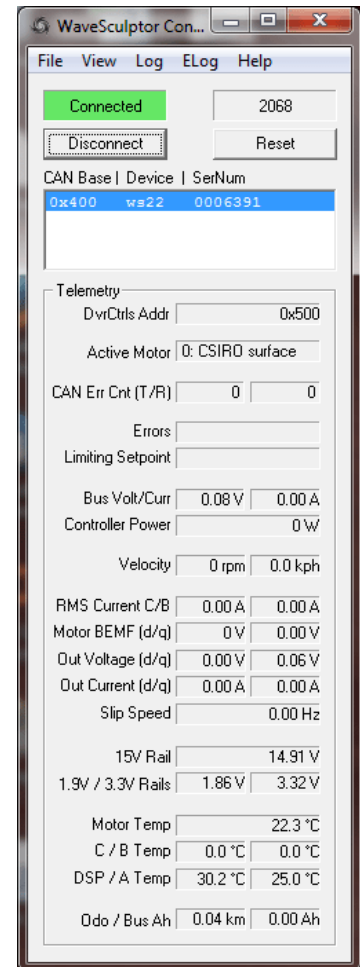 WaveSculptor Con...
File View Log ELog Help
Connected 2068
Disconnect Reset
CAN Base | Device | SerNum
0x400 ws22 0006391
Telemetry
DvrCtrls Addr 0x500
Active Motor 0: CSIRO surface
CAN Err Cnt (T/R) 0 0
Errors
Limiting Setpoint
Bus Volt/Curr 0.08 V 0.00 A
Controller Power 0 W
Velocity 0 rpm 0.0 kph
RMS Current C/B 0.00 A 0.00 A
Motor BEMF (d/q) 0 V 0.00 V
Out Voltage (d/q) 0.00 V 0.06 V
Out Current (d/q) 0.00 A 0.00 A
Slip Speed 0.00 Hz
15V Rail 14.91 V
1.9V / 3.3V Rails 1.86 V 3.32 V
Motor Temp 22.3 °C
C / B Temp 0.0 °C 0.0 °C
DSP / A Temp 30.2 °C 25.0 °C
Odo / Bus Ah 0.04 km 0.00 Ah